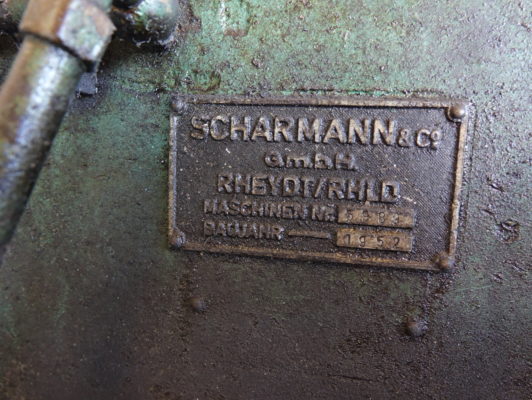 SCHARMANN & Cº
G.m.b.H.
RHEYDT/RHLD
MASCHINEN NR
BAUJAHR — 1952